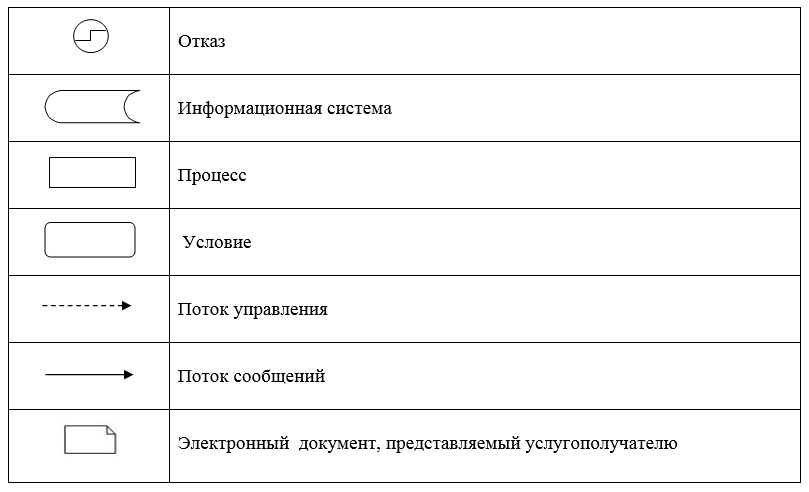 Отказ
Информационная система
Процесс
Условие
Поток управления
Поток сообщений
Электронный  документ, представляемый услугополучателю